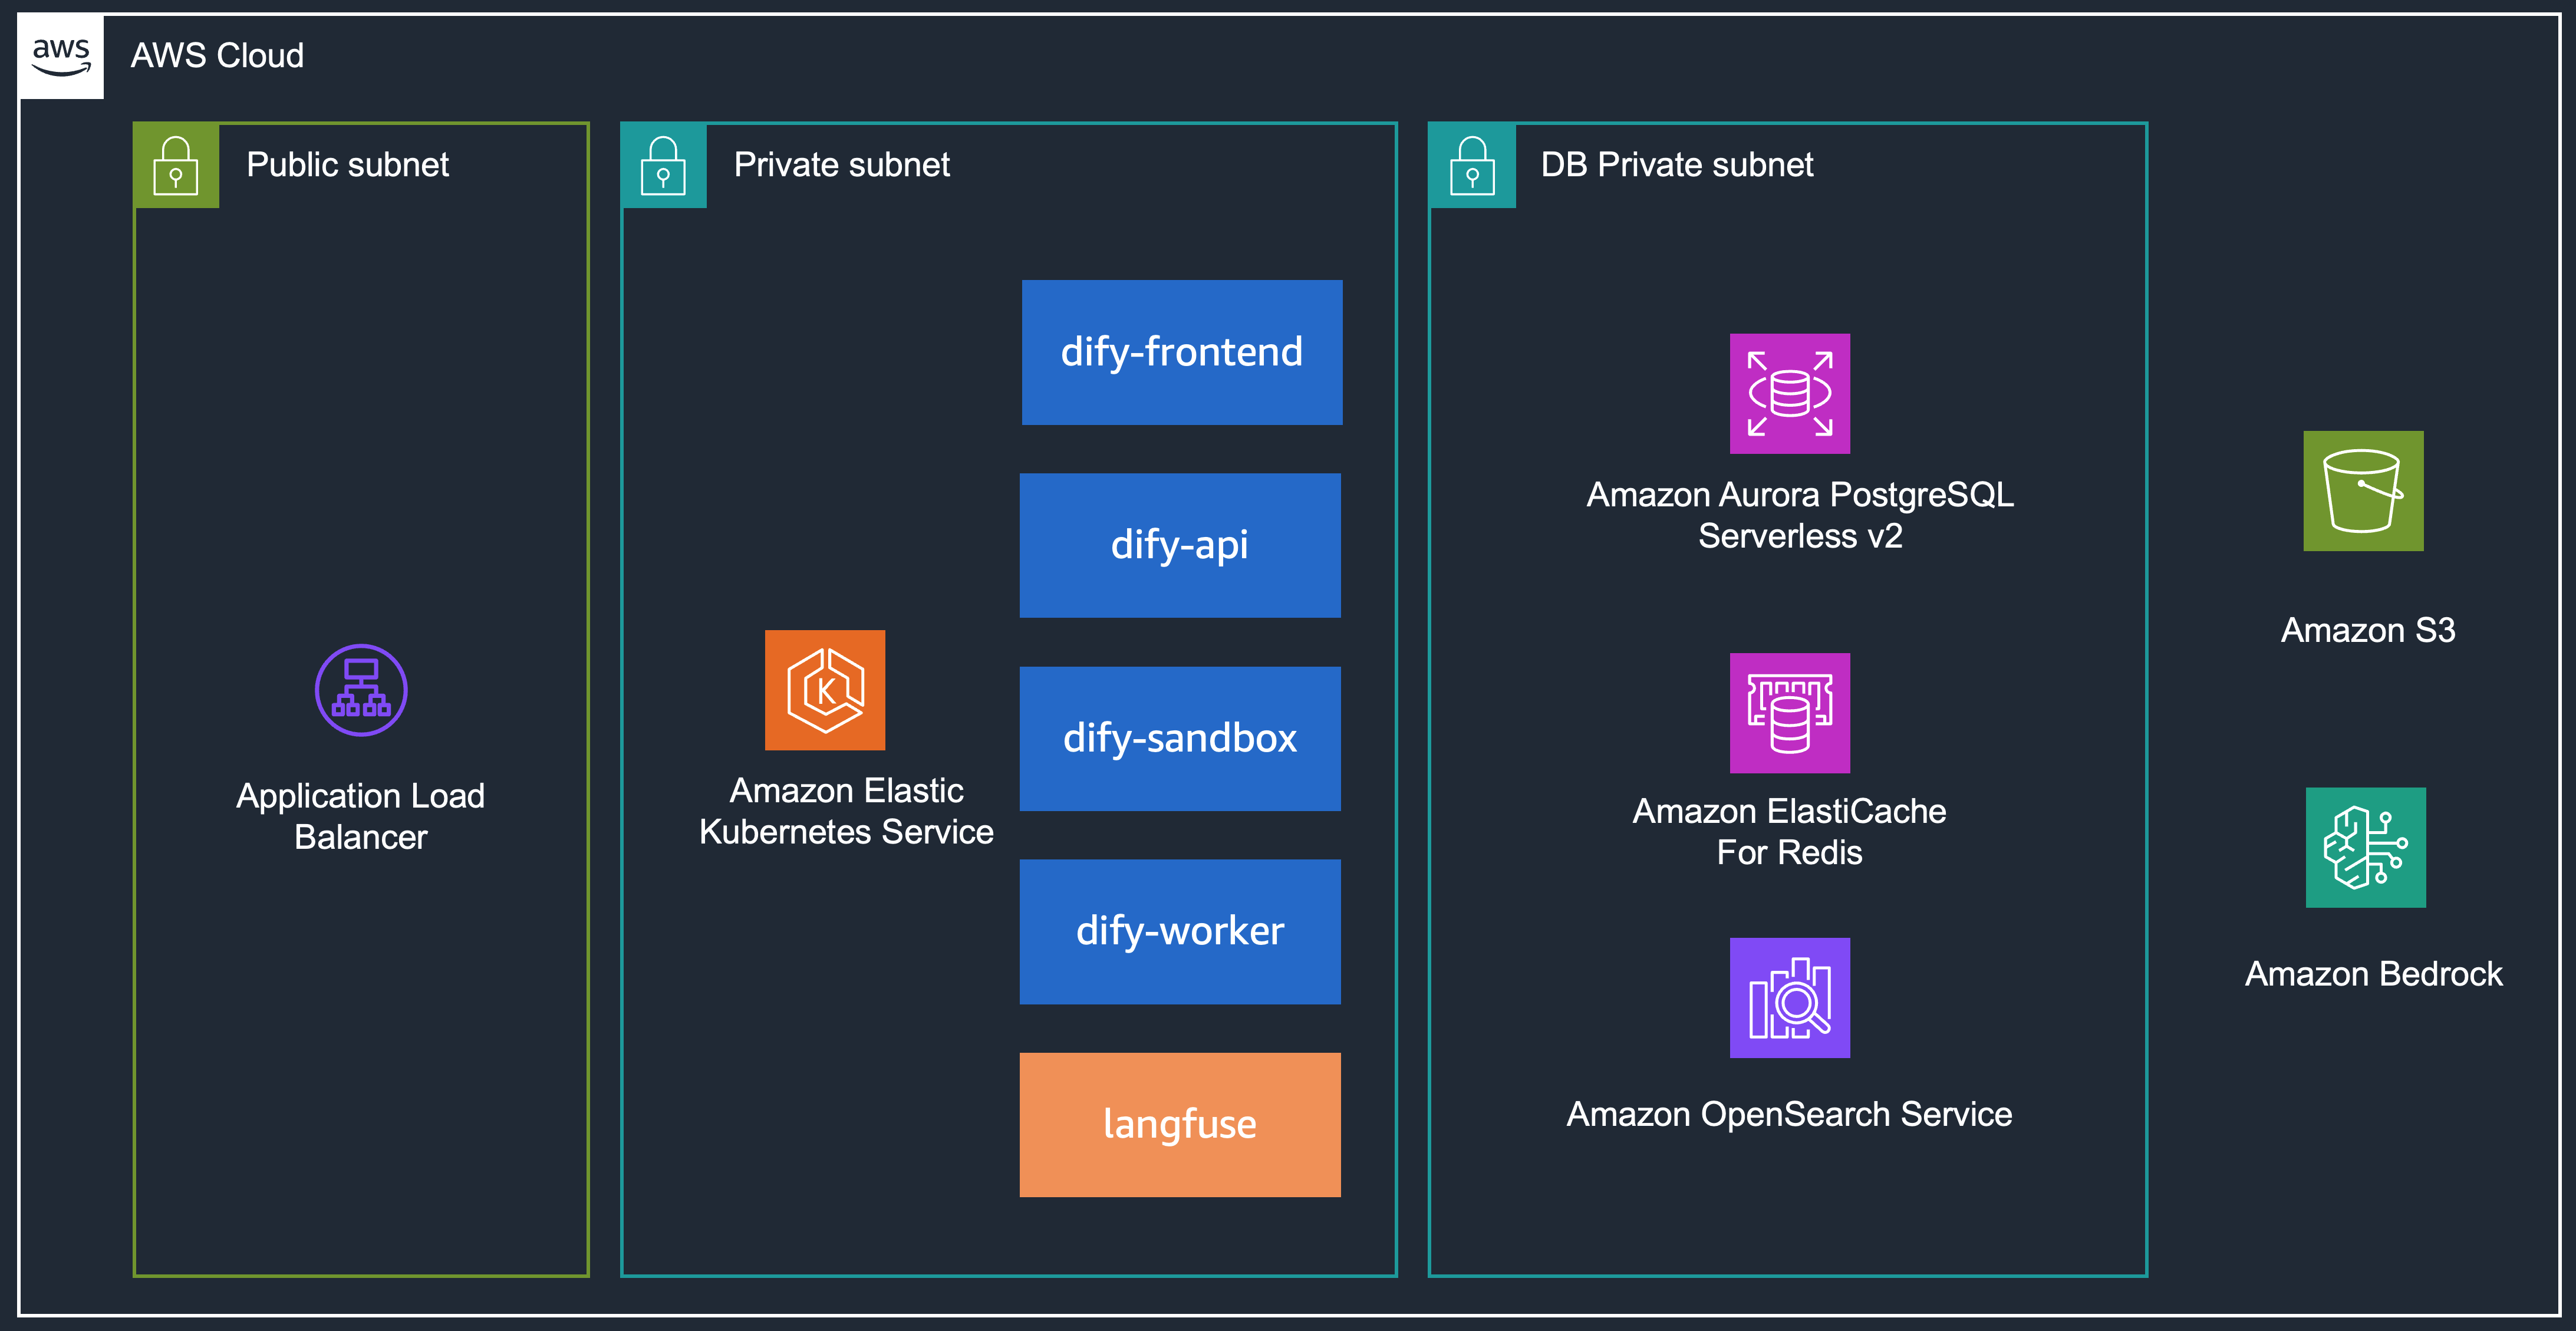 aws
AWS Cloud
Public subnet
Application Load
Balancer
Private subnet
Amazon Elastic
Kubernetes Service
K
dify-frontend
dify-api
dify-sandbox
dify-worker
langfuse
DB Private subnet
Amazon Aurora PostgreSQL
Serverless v2
Amazon ElastiCache
For Redis
Amazon OpenSearch Service
Amazon S3
Amazon Bedrock